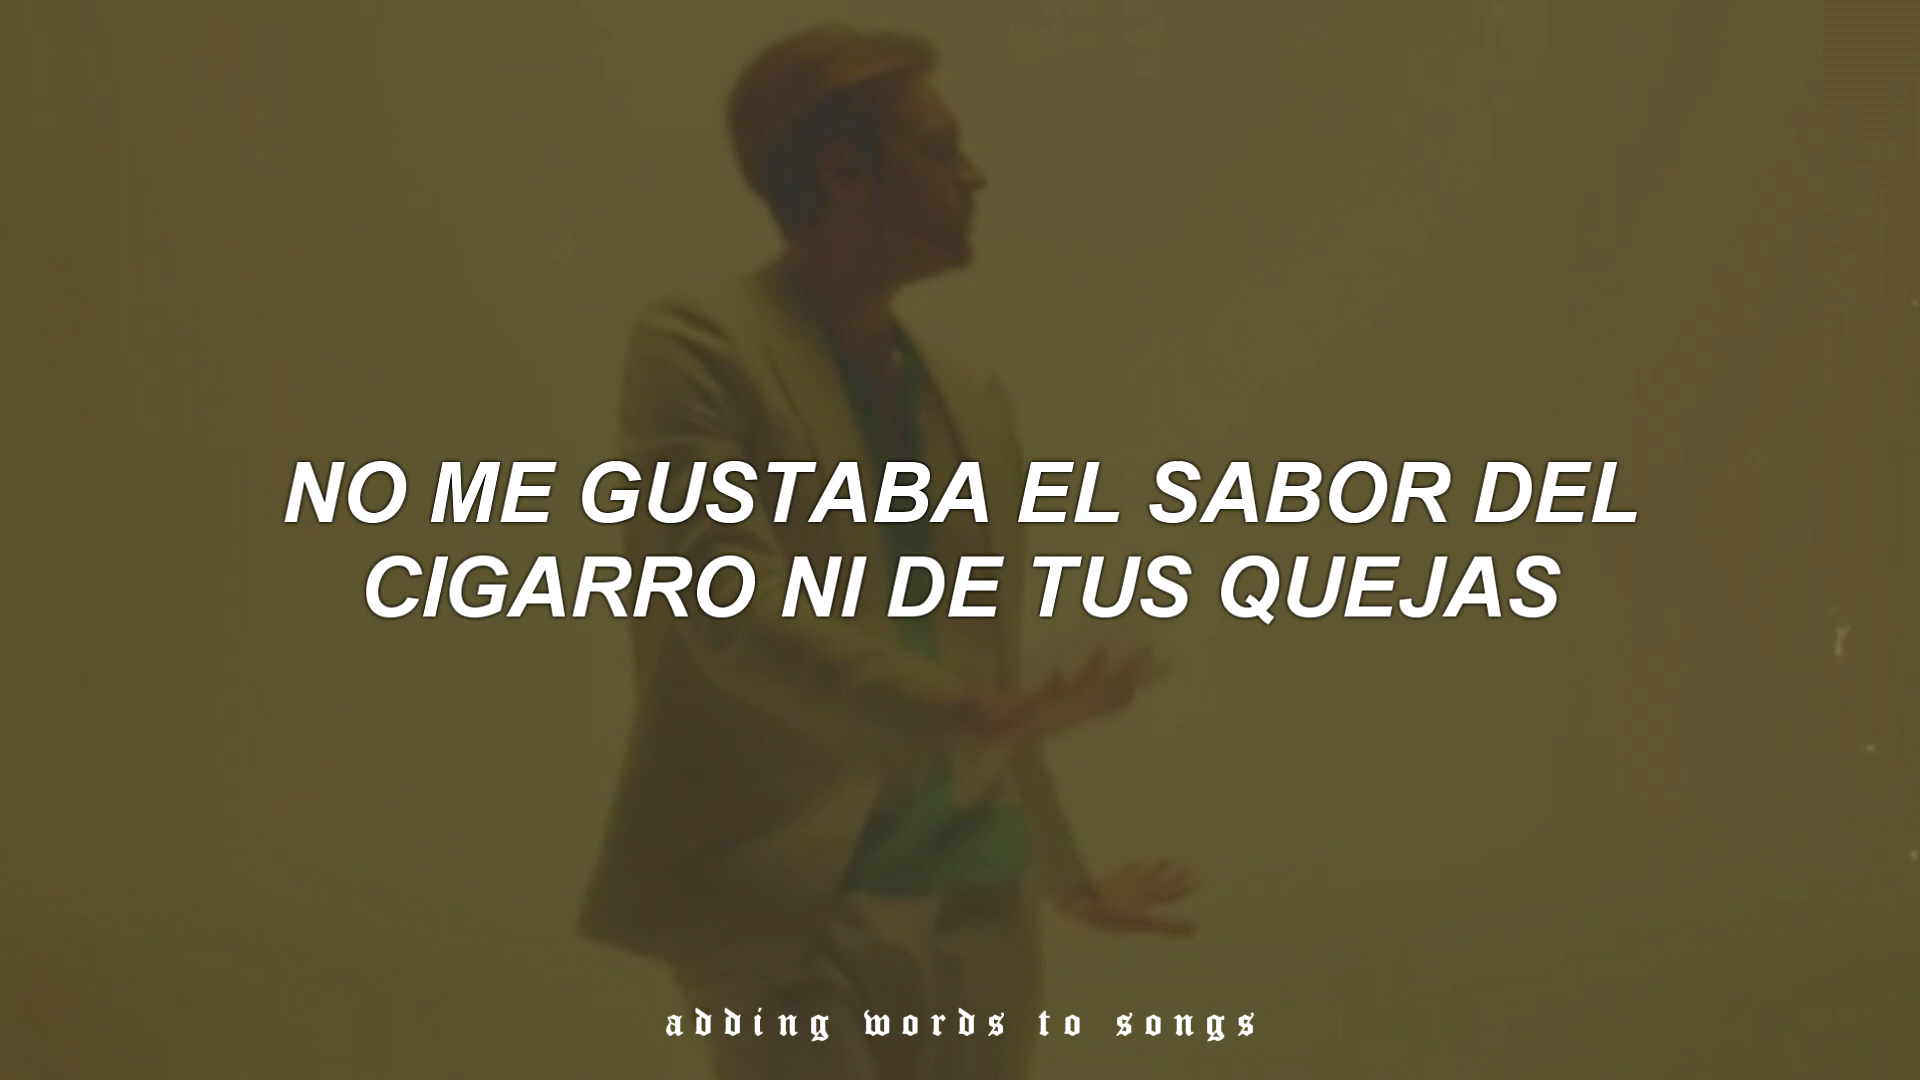 NO ME GUSTABA EL SABOR DEL
CIGARRO NI DE TUS QUEJAS
adding words to songs